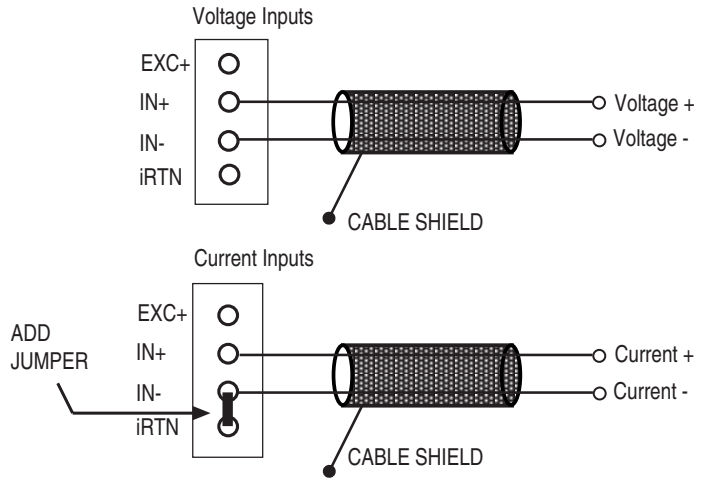 Voltage Inputs
EXC+
IN+
Voltage +
IN-
Voltage -
iRTN
CABLE SHIELD
Current Inputs
EXC+
ADD
JUMPER
IN+
Current +
IN-
Current -
iRTN
CABLE SHIELD